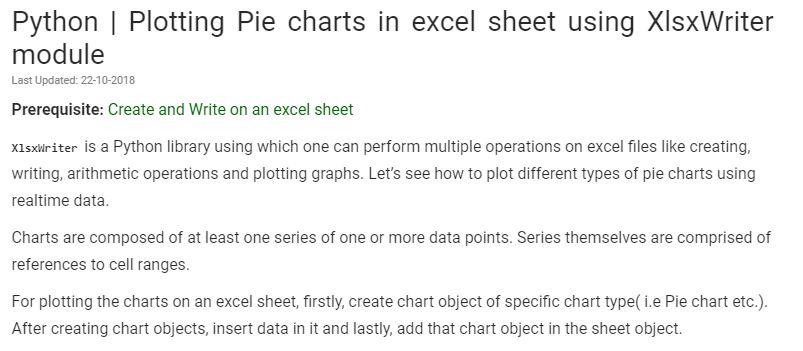 Python | Plotting Pie charts in excel sheet using XlsxWriter
module
Last Updated: 22-10-2018
Prerequisite: Create and Write on an excel sheet
XlsxWriter is a Python library using which one can perform multiple operations on excel files like creating,
writing, arithmetic operations and plotting graphs. Let’s see how to plot different types of pie charts using
realtime data.
Charts are composed of at least one series of one or more data points. Series themselves are comprised of
references to cell ranges.
For plotting the charts on an excel sheet, firstly, create chart object of specific chart type( i.e Pie chart etc.).
After creating chart objects, insert data in it and lastly, add that chart object in the sheet object.